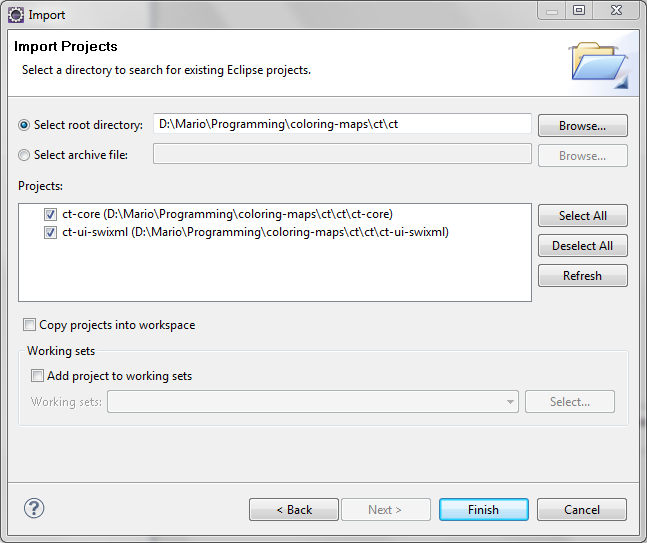 Import
Import Projects
Select a directory to search for existing Eclipse projects.
Select root directory: D:\Mario\Programming\coloring-maps\ct\ct Browse...
Select archive file: Browse...
Projects:
ct-core (D:\Mario\Programming\coloring-maps\ct\ct\ct-core)
ct-ui-swixml (D:\Mario\Programming\coloring-maps\ct\ct\ct-ui-swixml)
Select All
Deselect All
Refresh
Copy projects into workspace
Working sets
Add project to working sets
Working sets: Select...
? < Back Next > Finish Cancel